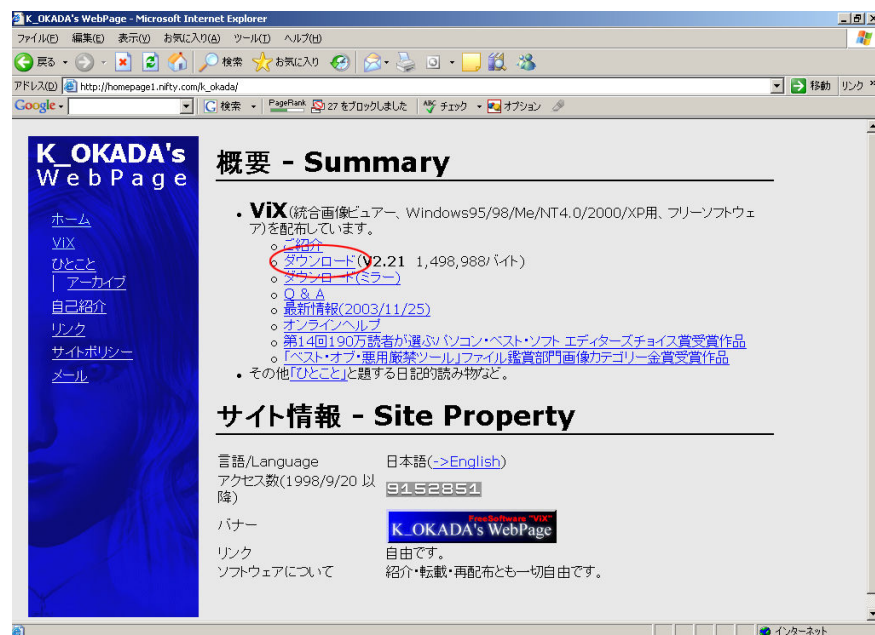 K_OKADA's WebPage - Microsoft Internet Explorer
ファイル(F) 編集(E) 表示(V) お気に入り(A) ツール(T) ヘルプ(H)
戻る 検索 お気に入り
アドレス(D) http://homepage1.nifty.com/k_okada/ 移動 リンク »
Google 検索 PageRank 27 をブロックしました ABC チェック オプション
K_OKADA's
WebPage
ホーム
ViX
ひとこと
| アーカイブ
自己紹介
リンク
サイトポリシー
メール
概要 - Summary
• ViX(統合画像ビュアー、Windows95/98/Me/NT4.0/2000/XP用、フリーソフトウェ
ア)を配布しています。
ご紹介
ダウンロード(V2.21 1,498,988バイト)
ダウンロード(ミラー)
Q & A
最新情報(2003/11/25)
オンラインヘルプ
第14回190万読者が選ぶパソコン・ベスト・ソフト エディターズチョイス賞受賞作品
「ベスト・オブ・悪用厳禁ツール」ファイル鑑賞部門画像カテゴリー金賞受賞作品
• その他「ひとこと」と題する日記的読み物など。
サイト情報 - Site Property
言語/Language 日本語(->English)
アクセス数(1998/9/20 以
降) 9152851
バナー FreeSoftware "ViX"
K_OKADA's WebPage
リンク 自由です。
ソフトウェアについて 紹介・転載・再配布とも一切自由です。
インターネット